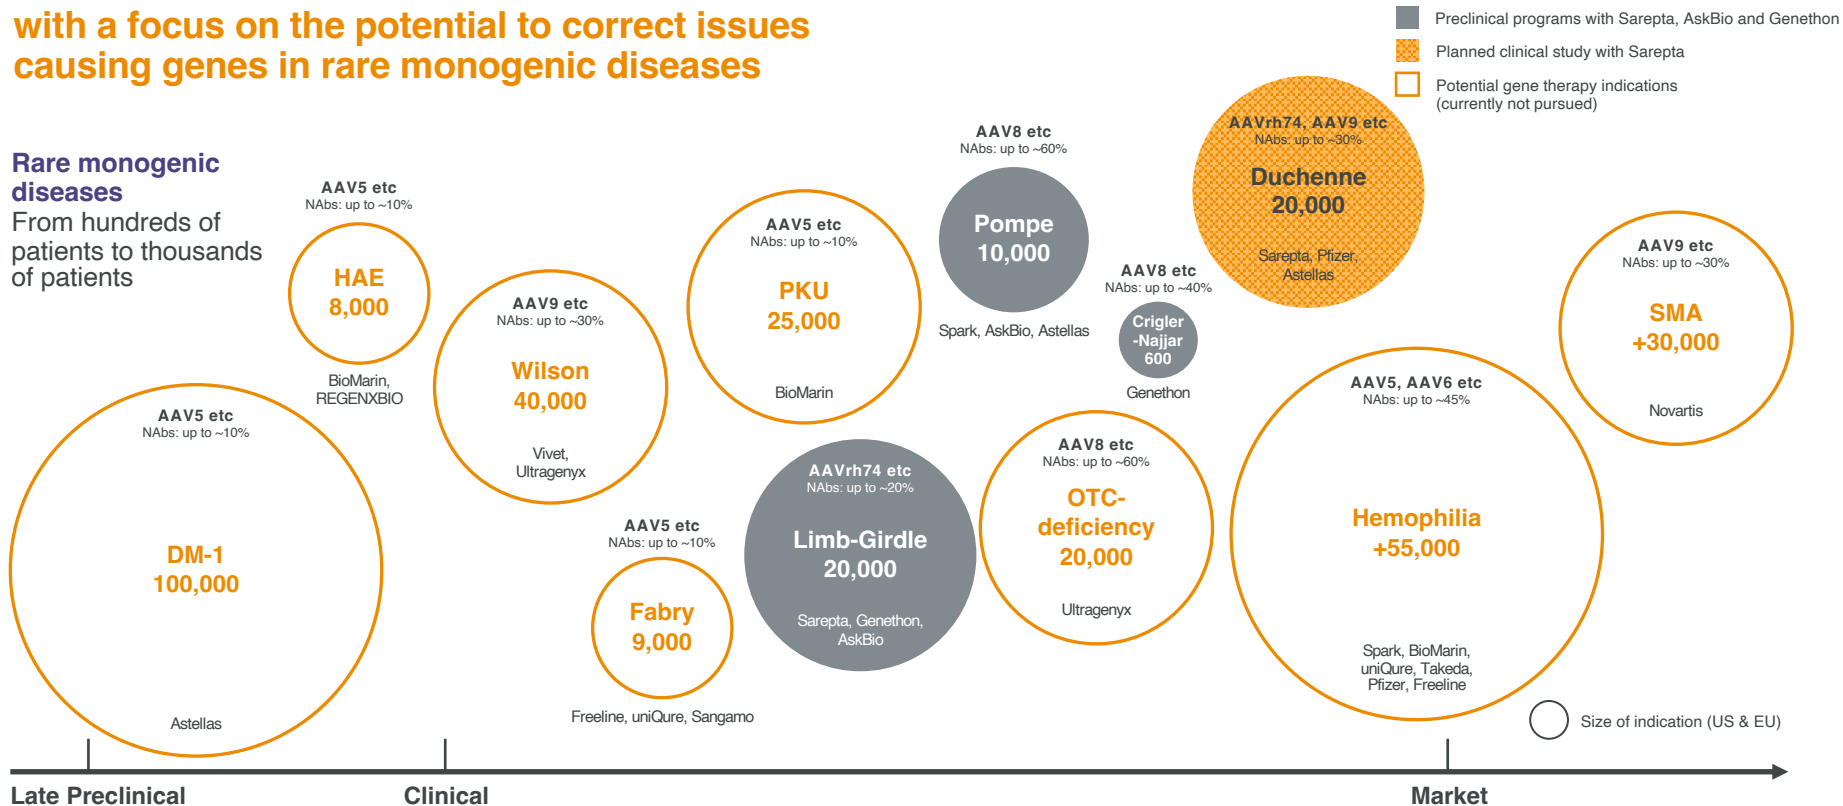 with a focus on the potential to correct issues
causing genes in rare monogenic diseases
Preclinical programs with Sarepta, AskBio and Genethon
Planned clinical study with Sarepta
Potential gene therapy indications
(currently not pursued)
Rare monogenic
diseases
From hundreds of
patients to thousands
of patients
AAV5 etc
NAbs: up to ~10%
DM-1
100,000
Astellas
AAV5 etc
NAbs: up to ~10%
HAE
8,000
BioMarin,
REGENXBIO
AAV9 etc
NAbs: up to ~30%
Wilson
40,000
Vivet,
Ultragenyx
AAV5 etc
NAbs: up to ~10%
Fabry
9,000
Freeline, uniQure, Sangamo
AAV5 etc
NAbs: up to ~10%
PKU
25,000
BioMarin
AAVrh74 etc
NAbs: up to ~20%
Limb-Girdle
20,000
Sarepta, Genethon,
AskBio
AAV8 etc
NAbs: up to ~60%
Pompe
10,000
Spark, AskBio, Astellas
AAV8 etc
NAbs: up to ~40%
Crigler
-Najjar
600
Genethon
AAV8 etc
NAbs: up to ~60%
OTC-
deficiency
20,000
Ultragenyx
AAVrh74, AAV9 etc
NAbs: up to ~30%
Duchenne
20,000
Sarepta, Pfizer,
Astellas
AAV5, AAV6 etc
NAbs: up to ~45%
Hemophilia
+55,000
Spark, BioMarin,
uniQure, Takeda,
Pfizer, Freeline
AAV9 etc
NAbs: up to ~30%
SMA
+30,000
Novartis
Size of indication (US & EU)
Late Preclinical
Clinical
Market